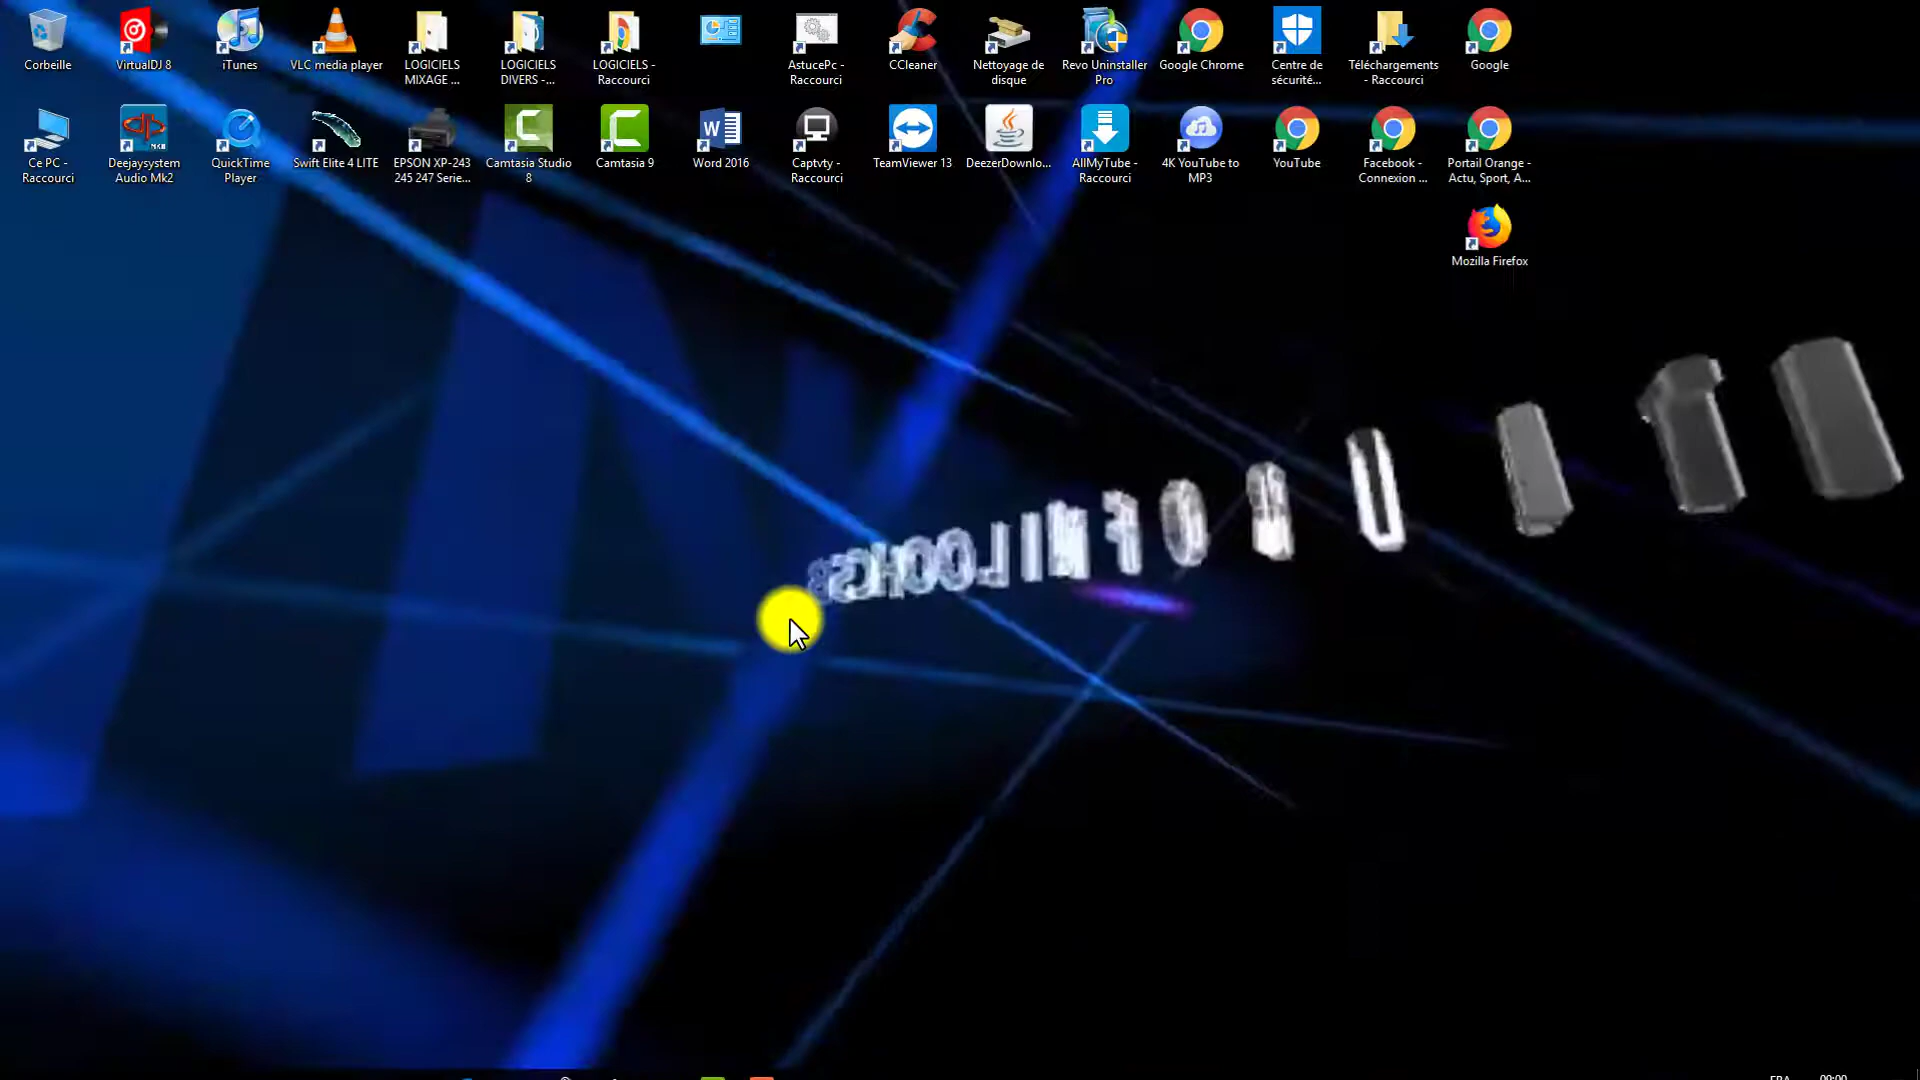 Corbeille
VirtualDJ 8
iTunes
VLC media player
LOGICIELS
MIXAGE ...
LOGICIELS
DIVERS -...
LOGICIELS -
Raccourci
AstucePc -
Raccourci
CCleaner
Nettoyage de
disque
Revo Uninstaller
Pro
Google Chrome
Centre de
sécurité...
Téléchargements
- Raccourci
Google
Ce PC -
Raccourci
Deejaysystem
Audio Mk2
QuickTime
Player
Swift Elite 4 LITE
EPSON XP-243
245 247 Serie...
Camtasia Studio
8
Camtasia 9
Word 2016
Captvty -
Raccourci
TeamViewer 13
DeezerDownlo...
AllMyTube -
Raccourci
4K YouTube to
MP3
YouTube
Facebook -
Connexion ...
Portail Orange -
Actu, Sport, A...
Mozilla Firefox